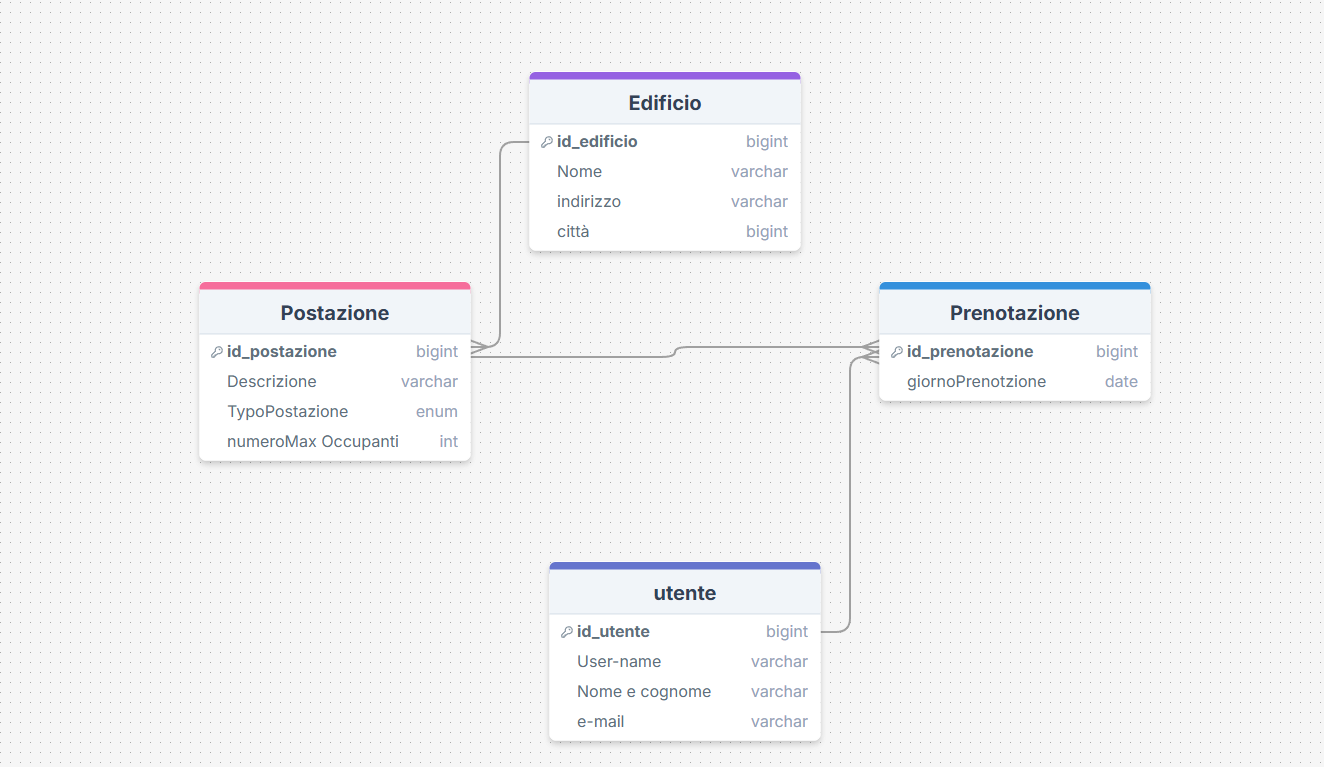 Edificio
id_edificio bigint
Nome varchar
indirizzo varchar
città bigint
Postazione
id_postazione bigint
Descrizione varchar
TypoPostazione enum
numeroMax Occupanti int
Prenotazione
id_prenotazione bigint
giornoPrenotzione date
utente
id_utente bigint
User-name varchar
Nome e cognome varchar
e-mail varchar